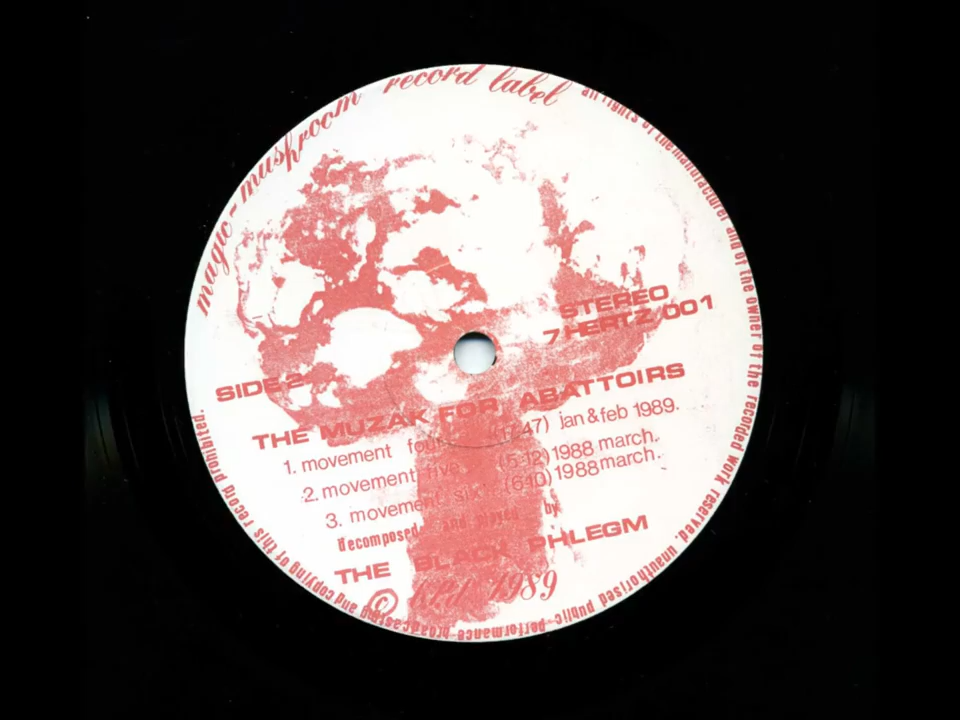 magic-mushroom record label
all rights of the manufacturer and of the owner of the recorded work reserved. unauthorised public performance broadcasting and copying of this record prohibited.
STEREO
7 HERTZ 001
SIDE 2
THE MUZAK FOR ABATTOIRS
1. movement four :47) jan & feb 1989.
2. movement five (5:12) 1988 march.
3. movement six (6:10) 1988 march.
decomposed and played by
THE BLACK PHLEGM
© 1989